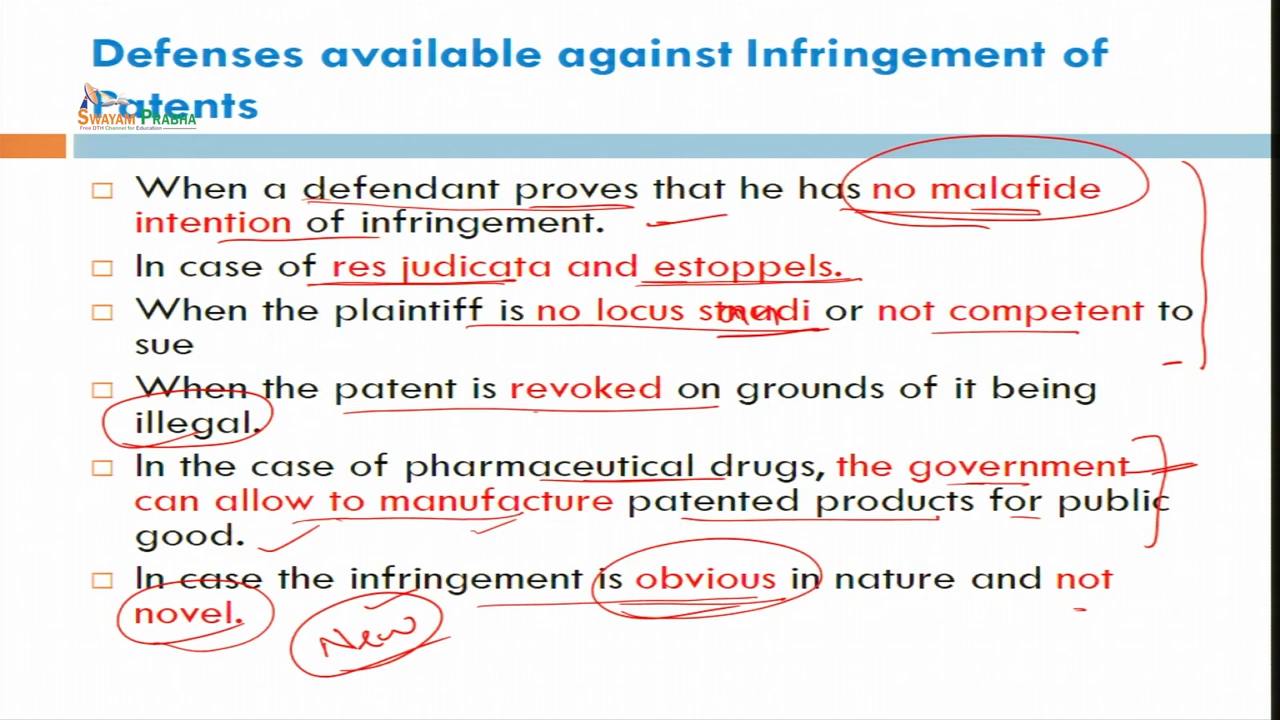 Defenses available against Infringement of
Patents
SWAYAM PRABHA
Free DTH Channel for Education
When a defendant proves that he has no malafide
intention of infringement.
In case of res judicata and estoppels.
When the plaintiff is no locus standi or not competent to
sue
When the patent is revoked on grounds of it being
illegal.
In the case of pharmaceutical drugs, the government
can allow to manufacture patented products for public
good.
In case the infringement is obvious in nature and not
novel.
New